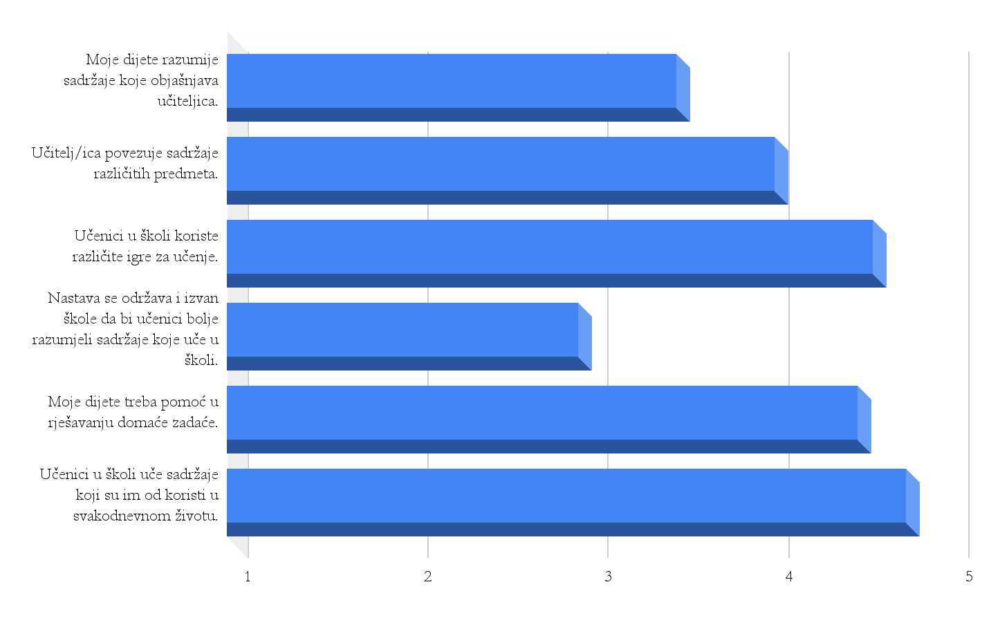 Moje dijete razumije
sadržaje koje objašnjava
učiteljica.
Učitelj/ica povezuje sadržaje
različitih predmeta.
Učenici u školi koriste
različite igre za učenje.
Nastava se održava i izvan
škole da bi učenici bolje
razumjeli sadržaje koje uče u
školi.
Moje dijete treba pomoć u
rješavanju domaće zadaće.
Učenici u školi uče sadržaje
koji su im od koristi u
svakodnevnom životu.
1 2 3 4 5